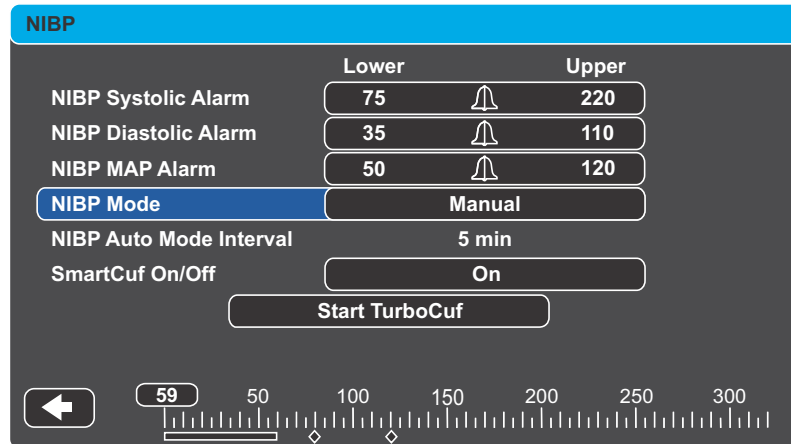 NIBP
Lower Upper
NIBP Systolic Alarm 75 220
NIBP Diastolic Alarm 35 110
NIBP MAP Alarm 50 120
NIBP Mode Manual
NIBP Auto Mode Interval 5 min
SmartCuf On/Off On
Start TurboCuf
59 50 100 150 200 250 300